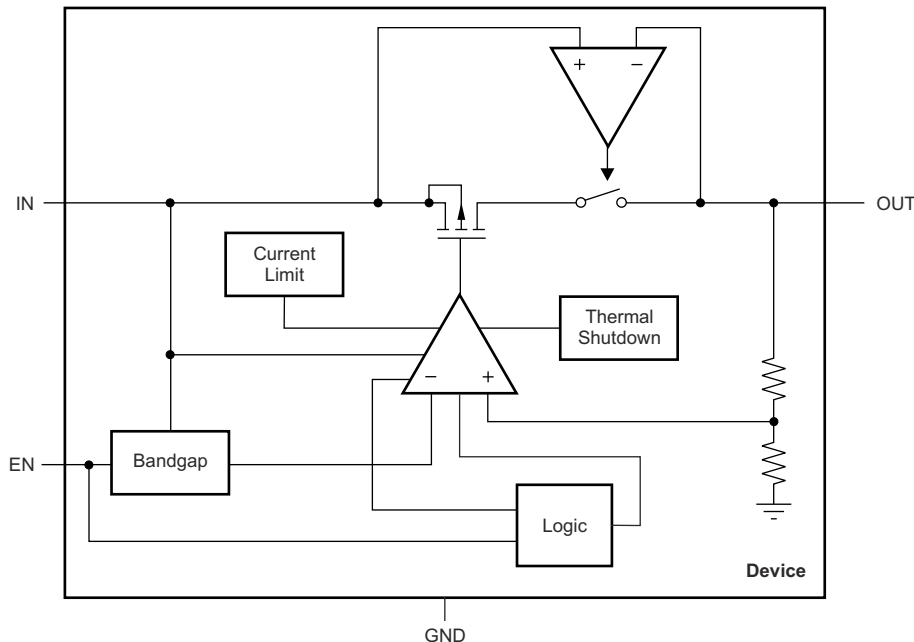 + −
IN
OUT
Current
Limit
Thermal
Shutdown
− +
EN
Bandgap
Logic
Device
GND